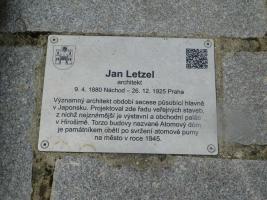 Jan Letzel
architekt
9. 4. 1880 Náchod – 26. 12. 1925 Praha
Významný architekt období secese působící hlavně
v Japonsku. Projektoval zde řadu veřejných staveb,
z nichž nejznámější je výstavní a obchodní palác
v Hirošimě. Torzo budovy nazvané Atomový dóm
je památníkem obětí po svržení atomové pumy
na město v roce 1945.